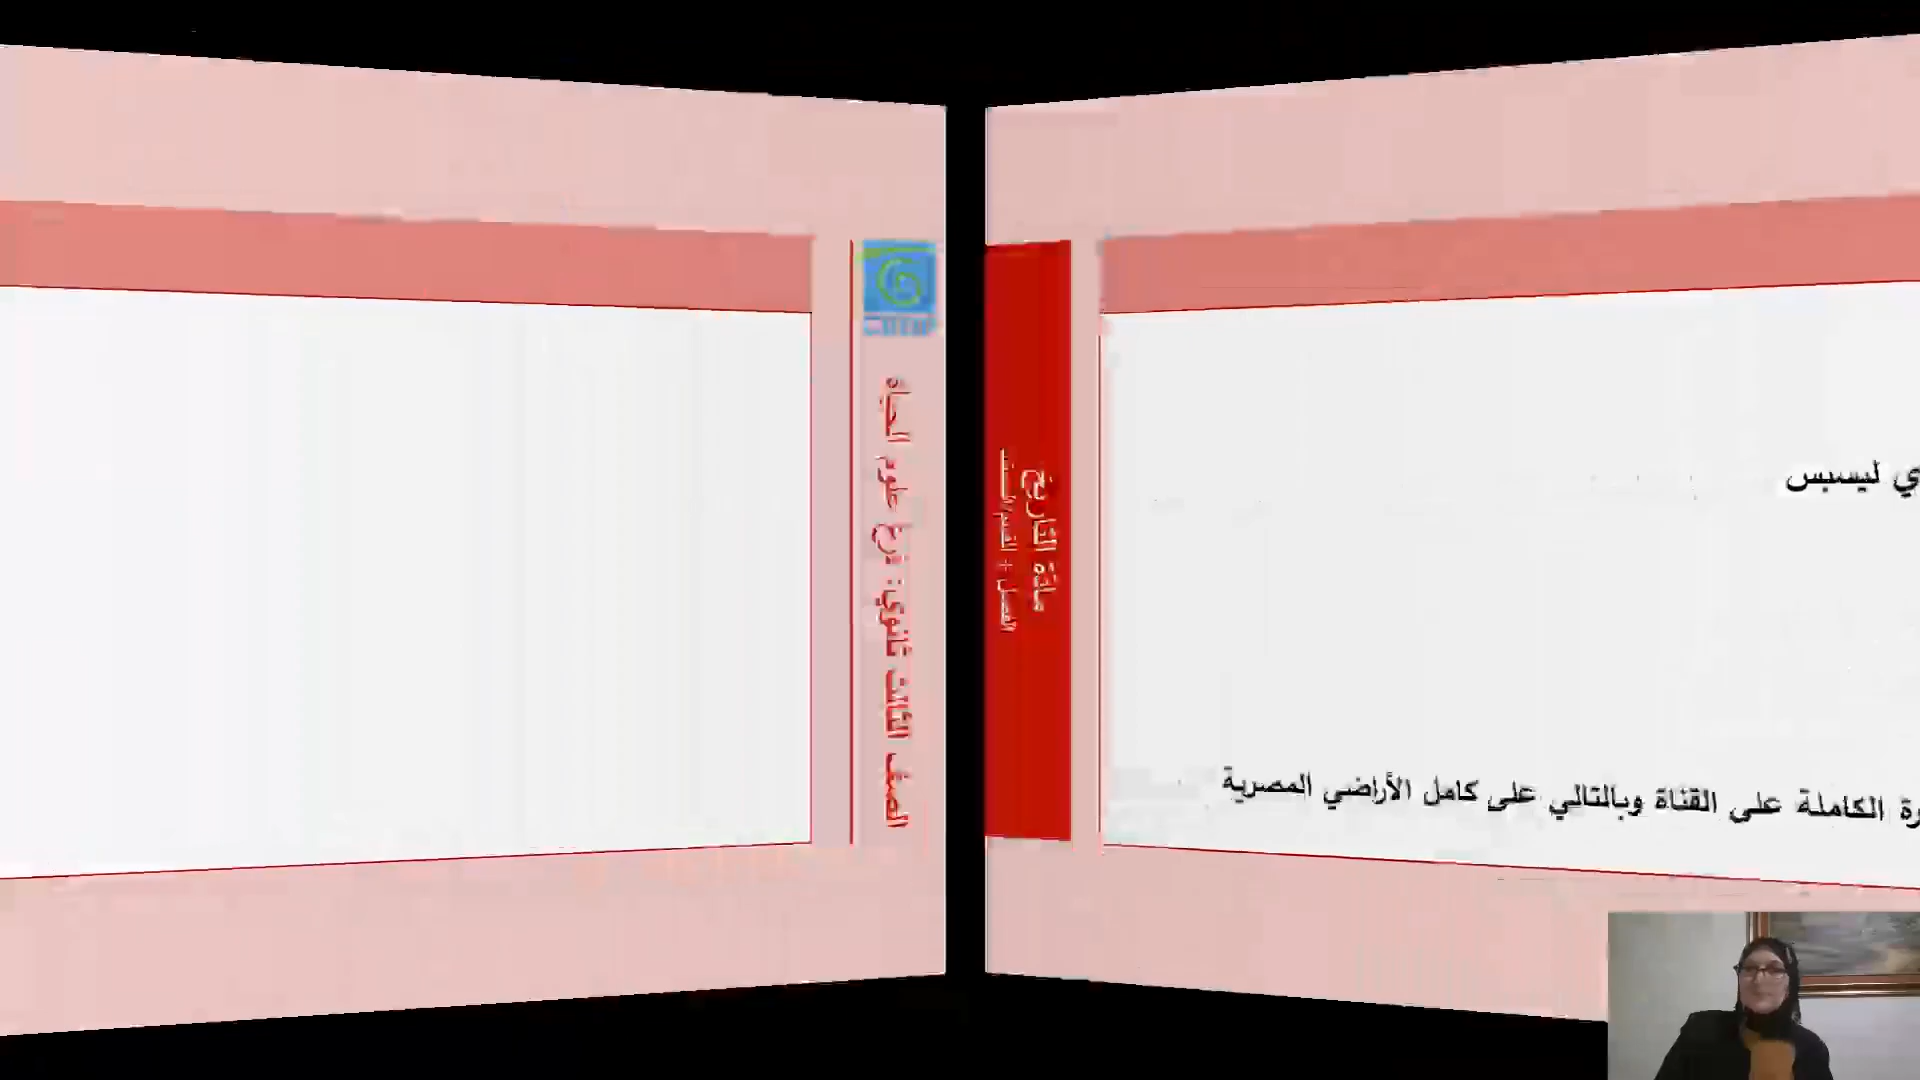 الصف الثالث ثانوي: فرع علوم الحياة
مادة التاريخ
ي ليسبس
رة الكاملة على القناة وبالتالي على كامل الأراضي المصرية